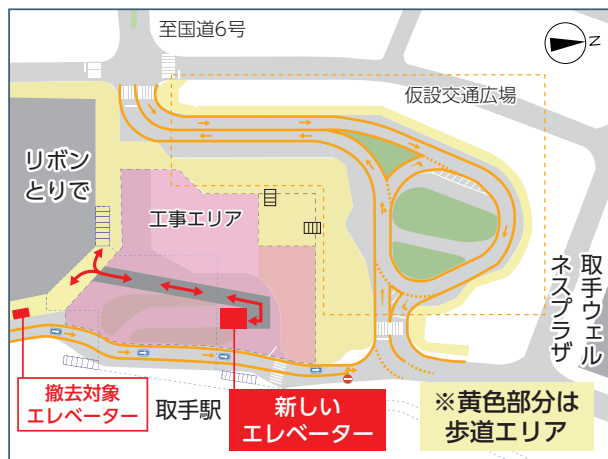 至国道6号
N
仮設交通広場
リボン
とりで
工事エリア
取手ウェル
ネスプラザ
撤去対象
エレベーター
取手駅
新しい
エレベーター
※黄色部分は
歩道エリア